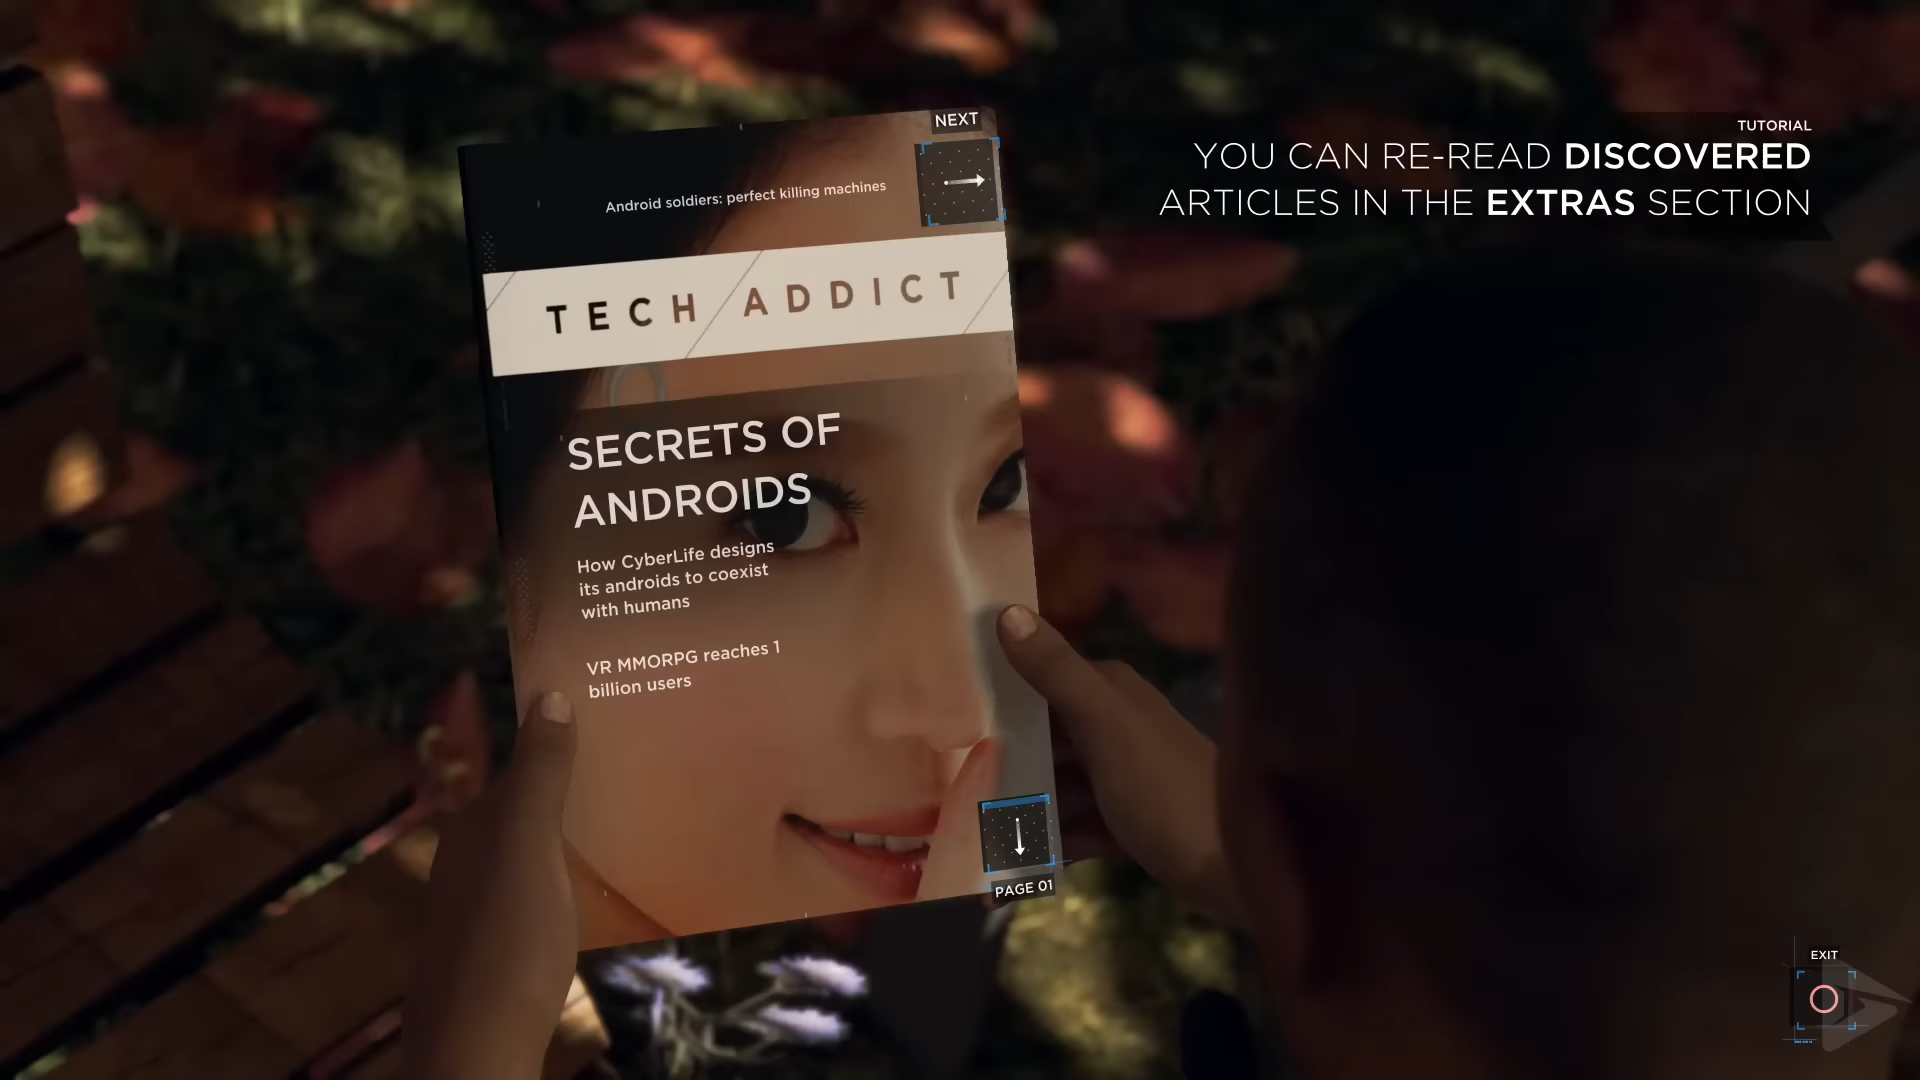 NEXT
TUTORIAL
YOU CAN RE-READ DISCOVERED
ARTICLES IN THE EXTRAS SECTION
Android soldiers: perfect killing machines
TECH ADDICT
SECRETS OF
ANDROIDS
How CyberLife designs
its androids to coexist
with humans
VR MMORPG reaches 1
billion users
PAGE 01
EXIT